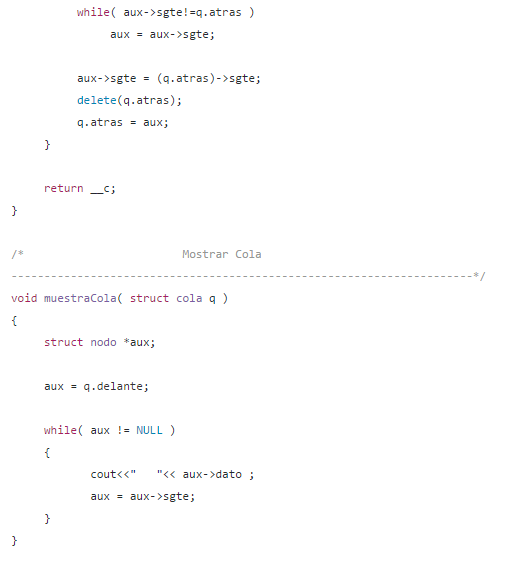 while( aux->sgte!=q.atras )
aux = aux->sgte;
aux->sgte = (q.atras)->sgte;
delete(q.atras);
q.atras = aux;
}
return __c;
}
/*                        Mostrar Cola
----------------------------------------------------------------------*/
void muestraCola( struct cola q )
{
struct nodo *aux;
aux = q.delante;
while( aux != NULL )
{
cout<<"   "<< aux->dato ;
aux = aux->sgte;
}
}